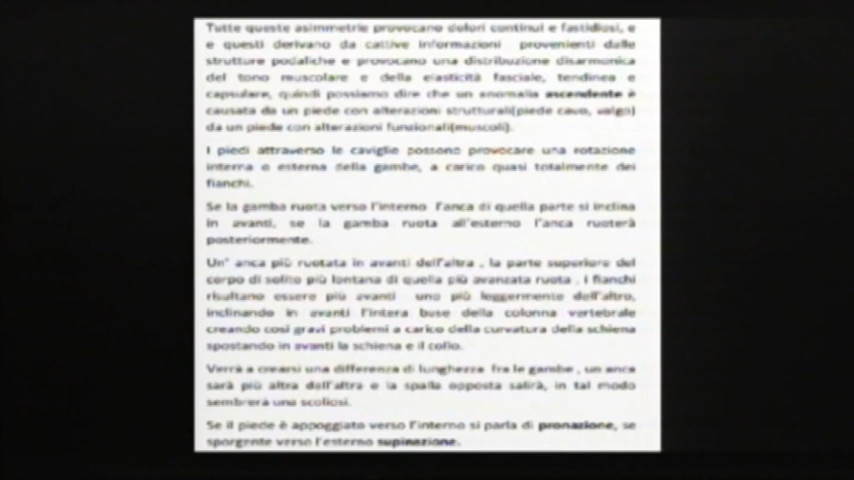 Tutte queste asimmetrie provocano dolori continui e fastidiosi, e
e questi derivano da cattive informazioni provenienti dalle
strutture podaliche e provocano una distribuzione disarmonica
del tono muscolare e della elasticità fasciale, tendinea e
capsulare, quindi possiamo dire che un anomalia ascendente è
causata da un piede con alterazioni strutturali(piede cavo, valgo)
da un piede con alterazioni funzionali(muscoli).
I piedi attraverso le caviglie possono provocare una rotazione
interna o esterna della gambe, a carico quasi totalmente dei
fianchi.
Se la gamba ruota verso l'interno l'anca di quella parte si inclina
in avanti, se la gamba ruota all'esterno l'anca ruoterà
posteriormente.
Un' anca più ruotata in avanti dell'altra , la parte superiore del
corpo di solito più lontana di quella più avanzata ruota , i fianchi
risultano essere più avanti uno più leggermente dell'altro,
inclinando in avanti l'intera base della colonna vertebrale
creando così gravi problemi a carico della curvatura della schiena
spostando in avanti la schiena e il collo.
Verrà a crearsi una differenza di lunghezza fra le gambe , un anca
sarà più altra dell'altra e la spalla opposta salirà, in tal modo
sembrerà una scoliosi.
Se il piede è appoggiato verso l'interno si parla di pronazione, se
sporgente verso l'esterno supinazione.